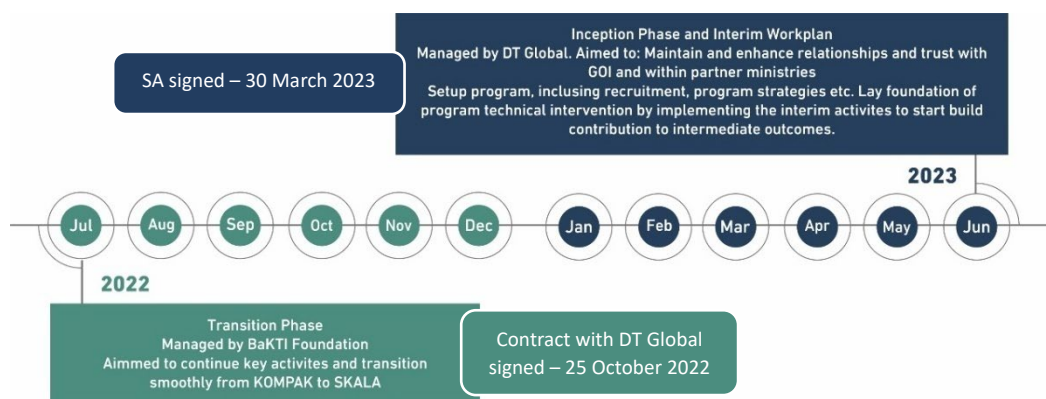 Inception Phase and Interim Workplan
Managed by DT Global. Aimed to: Maintain and enhance relationships and trust with
GOI and within partner ministries
Setup program, inclusing recruitment, program strategies etc. Lay foundation of
program technical intervention by implementing the interim activites to start build
contribution to intermediate outcomes.
SA signed – 30 March 2023
2023
Jul Aug Sep Oct Nov Dec Jan Feb Mar Apr May Jun
2022
Transition Phase
Managed by BaKTI Foundation
Aimmed to continue key activites and transition
smoothly from KOMPAK to SKALA
Contract with DT Global
signed – 25 October 2022